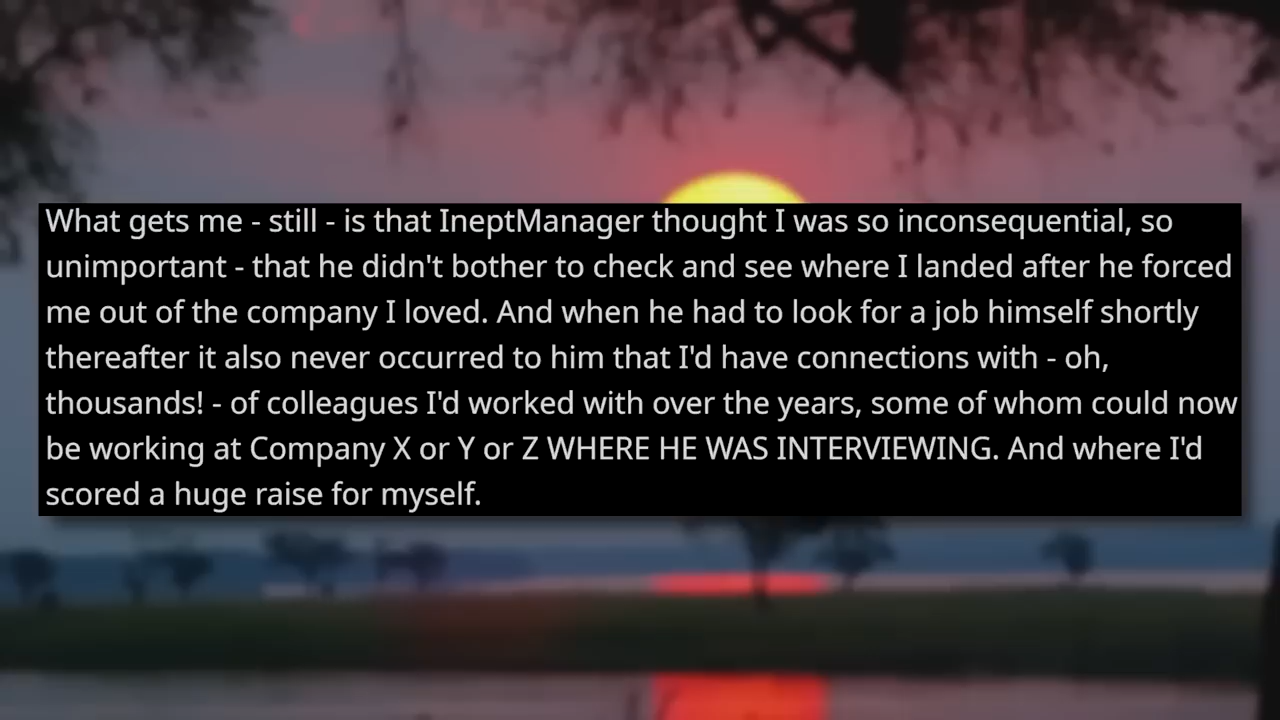 What gets me - still - is that IneptManager thought I was so inconsequential, so
unimportant - that he didn't bother to check and see where I landed after he forced
me out of the company I loved. And when he had to look for a job himself shortly
thereafter it also never occurred to him that I'd have connections with - oh,
thousands! - of colleagues I'd worked with over the years, some of whom could now
be working at Company X or Y or Z WHERE HE WAS INTERVIEWING. And where I'd
scored a huge raise for myself.